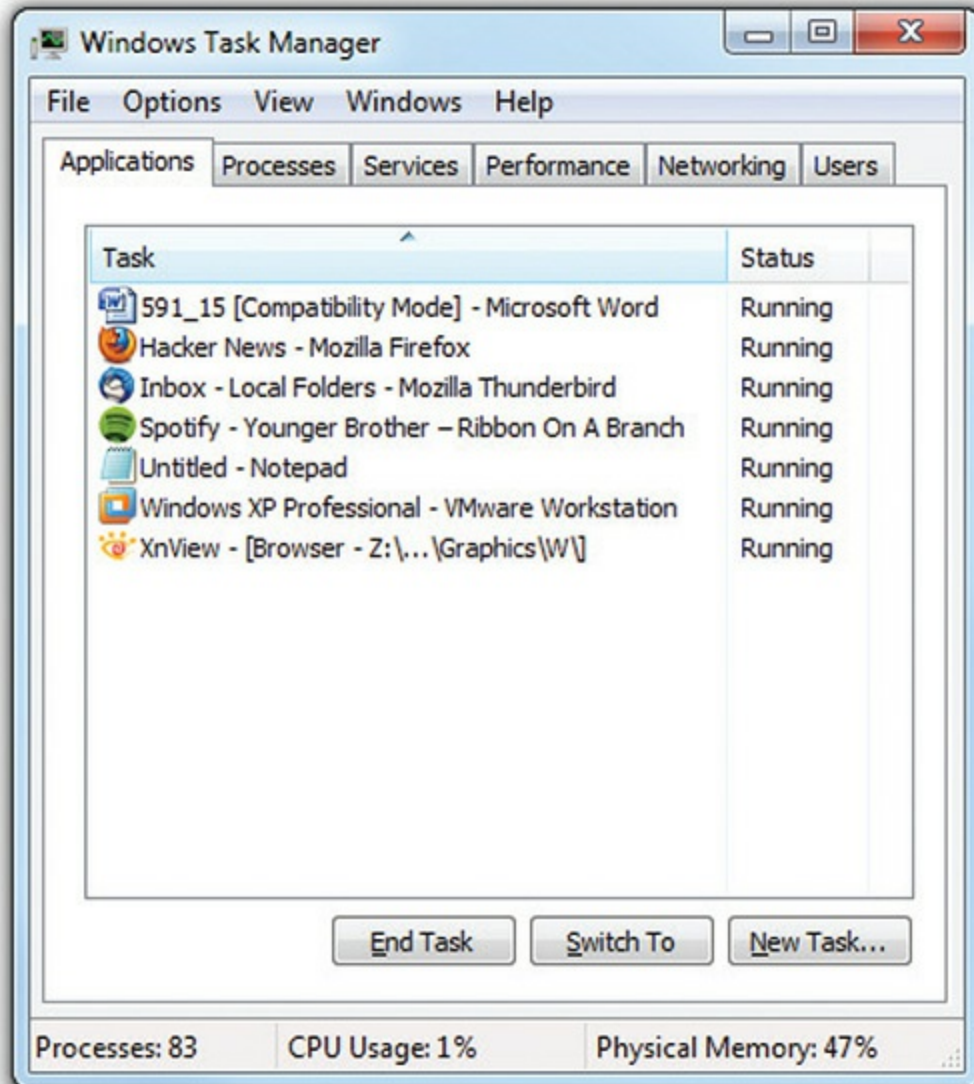 Windows Task Manager
File Options View Windows Help
Applications Processes Services Performance Networking Users
Task Status
591_15 [Compatibility Mode] - Microsoft Word Running
Hacker News - Mozilla Firefox Running
Inbox - Local Folders - Mozilla Thunderbird Running
Spotify - Younger Brother – Ribbon On A Branch Running
Untitled - Notepad Running
Windows XP Professional - VMware Workstation Running
XnView - [Browser - Z:\...\Graphics\W\] Running
End Task Switch To New Task...
Processes: 83 CPU Usage: 1% Physical Memory: 47%